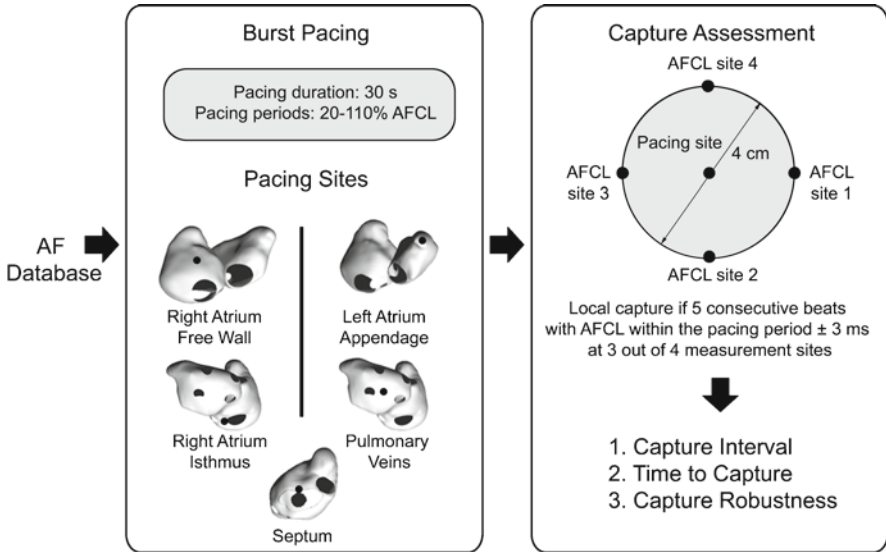 AF
Database
Burst Pacing
Pacing duration: 30 s
Pacing periods: 20-110% AFCL
Pacing Sites
Right Atrium
Free Wall
Left Atrium
Appendage
Right Atrium
Isthmus
Pulmonary
Veins
Septum
Capture Assessment
AFCL site 4
Pacing site
4 cm
AFCL
site 3
AFCL
site 1
AFCL site 2
Local capture if 5 consecutive beats
with AFCL within the pacing period ± 3 ms
at 3 out of 4 measurement sites
1. Capture Interval
2. Time to Capture
3. Capture Robustness